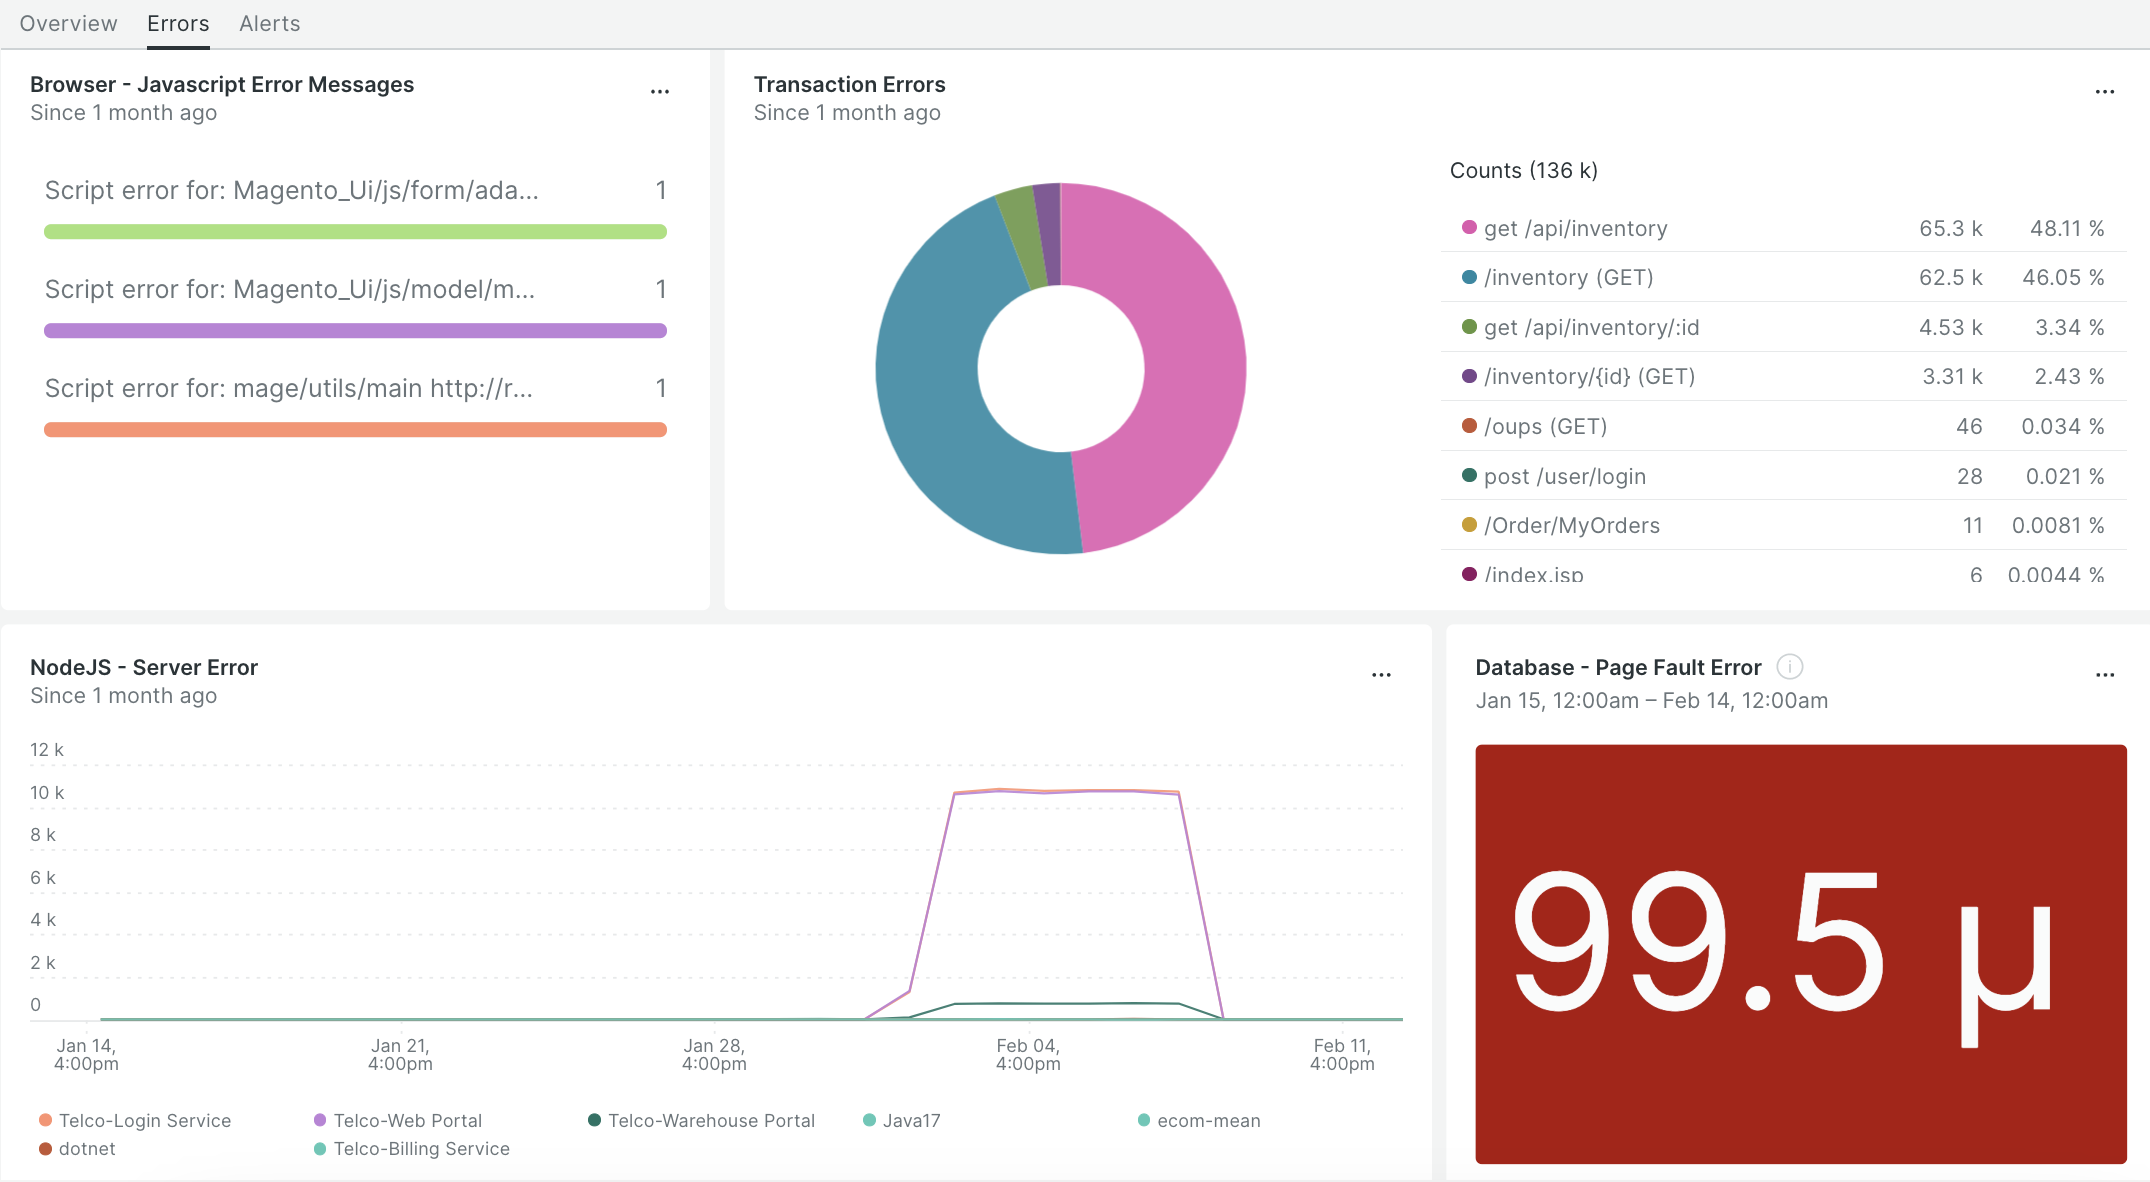 Overview Errors Alerts
Browser - Javascript Error Messages
...
Since 1 month ago
Script error for: Magento_Ui/js/form/ada... 1
Script error for: Magento_Ui/js/model/m... 1
Script error for: mage/utils/main http://r... 1
Transaction Errors
...
Since 1 month ago
Counts (136 k)
get /api/inventory 65.3 k 48.11 %
/inventory (GET) 62.5 k 46.05 %
get /api/inventory/:id 4.53 k 3.34 %
/inventory/{id} (GET) 3.31 k 2.43 %
/oups (GET) 46 0.034 %
post /user/login 28 0.021 %
/Order/MyOrders 11 0.0081 %
/index.jsp 6 0.0044 %
NodeJS - Server Error
...
Since 1 month ago
12 k
10 k
8 k
6 k
4 k
2 k
0
Jan 14, 4:00pm
Jan 21, 4:00pm
Jan 28, 4:00pm
Feb 04, 4:00pm
Feb 11, 4:00pm
Telco-Login Service Telco-Web Portal Telco-Warehouse Portal Java17 ecom-mean
dotnet Telco-Billing Service
Database - Page Fault Error i
...
Jan 15, 12:00am – Feb 14, 12:00am
99.5 µ